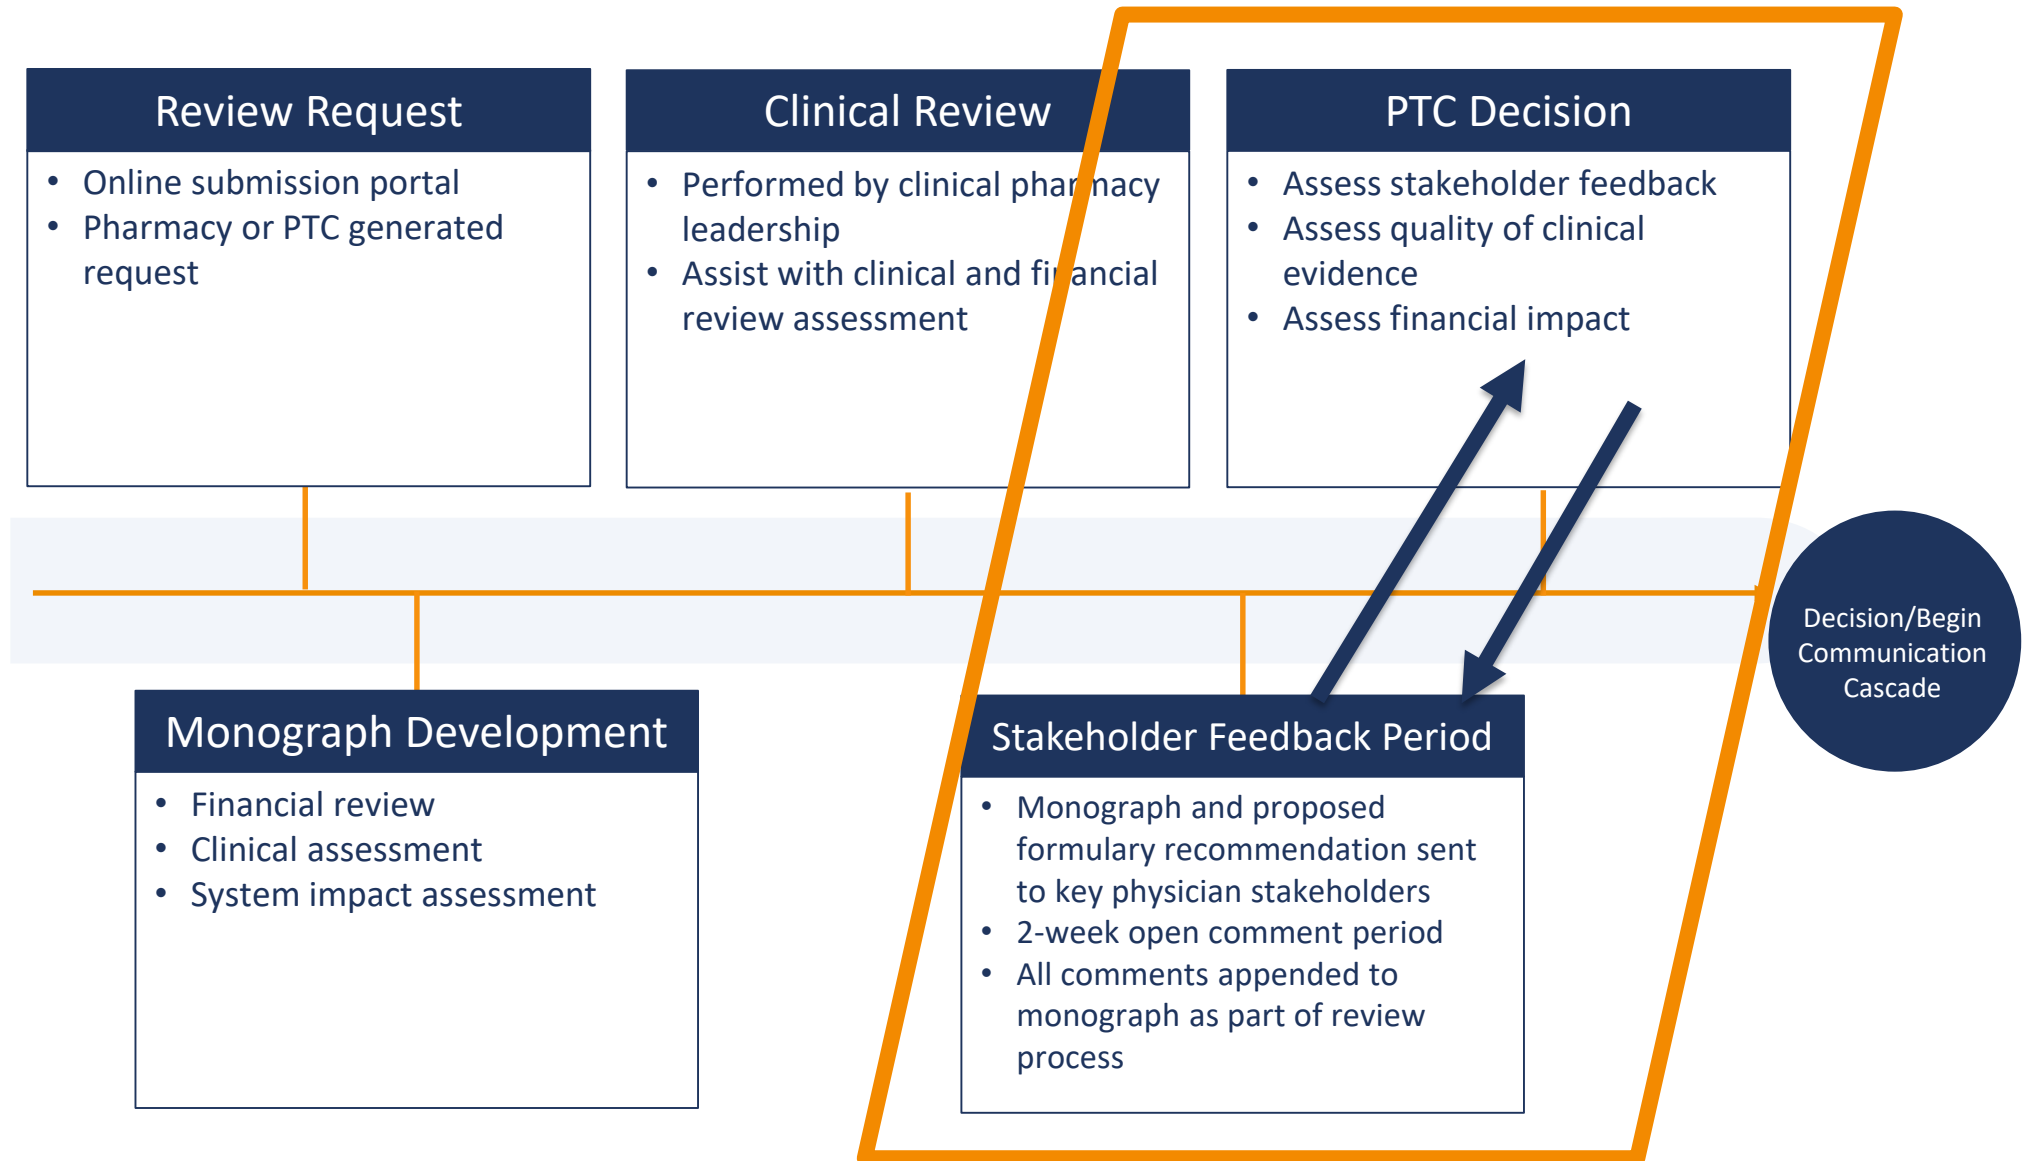 Review Request
• Online submission portal
• Pharmacy or PTC generated
request
Clinical Review
• Performed by clinical pharmacy
leadership
• Assist with clinical and financial
review assessment
PTC Decision
• Assess stakeholder feedback
• Assess quality of clinical
evidence
• Assess financial impact
Decision/Begin
Communication
Cascade
Monograph Development
• Financial review
• Clinical assessment
• System impact assessment
Stakeholder Feedback Period
• Monograph and proposed
formulary recommendation sent
to key physician stakeholders
• 2-week open comment period
• All comments appended to
monograph as part of review
process